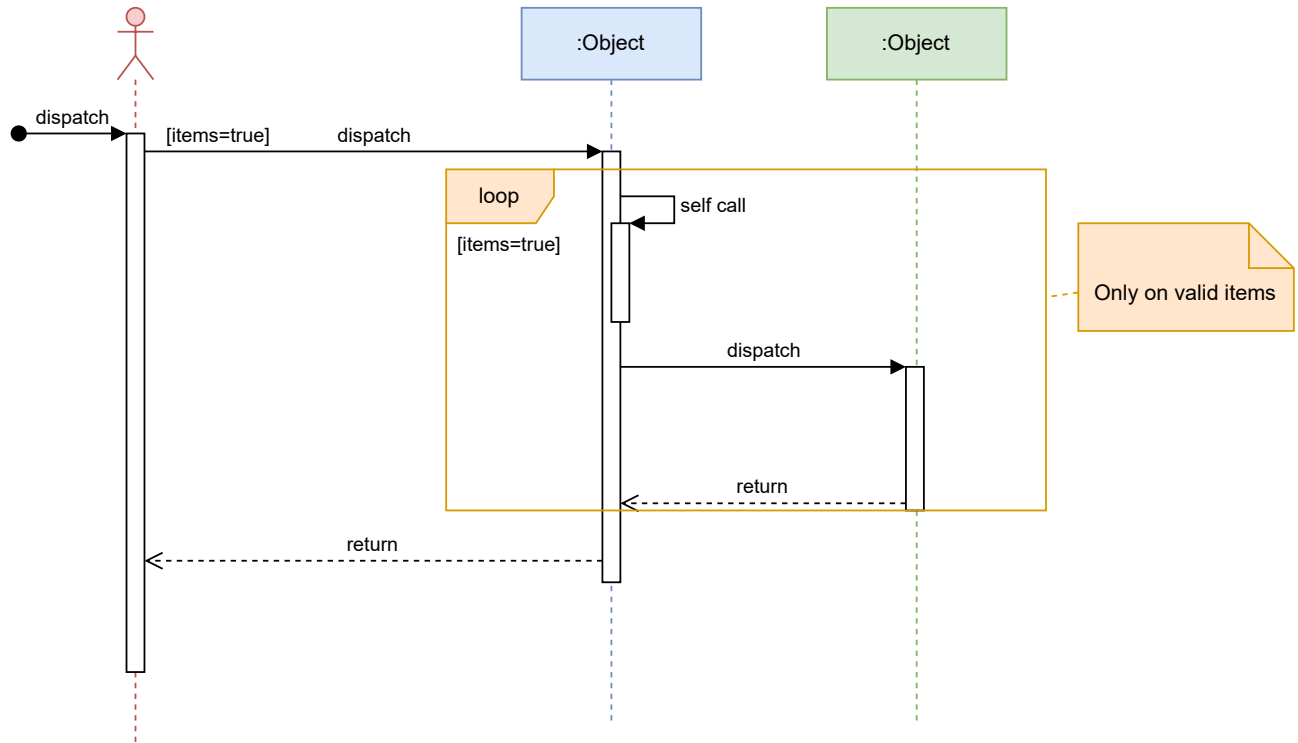 :Object
:Object
dispatch
[items=true]
dispatch
loop
self call
[items=true]
Only on valid items
dispatch
return
return